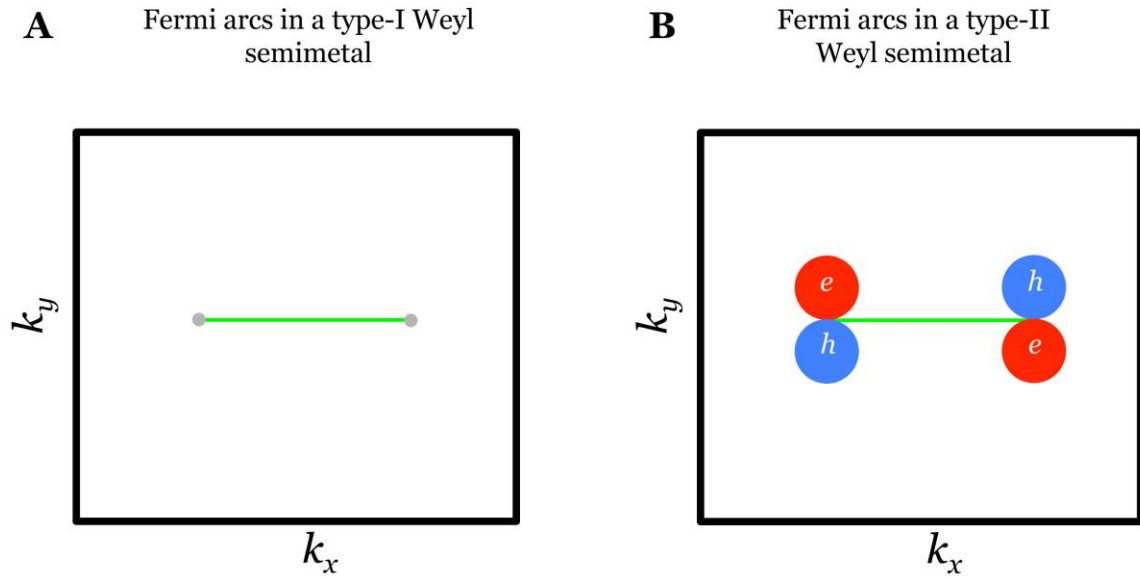 A
Fermi arcs in a type-I Weyl
semimetal
k_y
k_x
B
Fermi arcs in a type-II
Weyl semimetal
e
h
h
e
k_y
k_x